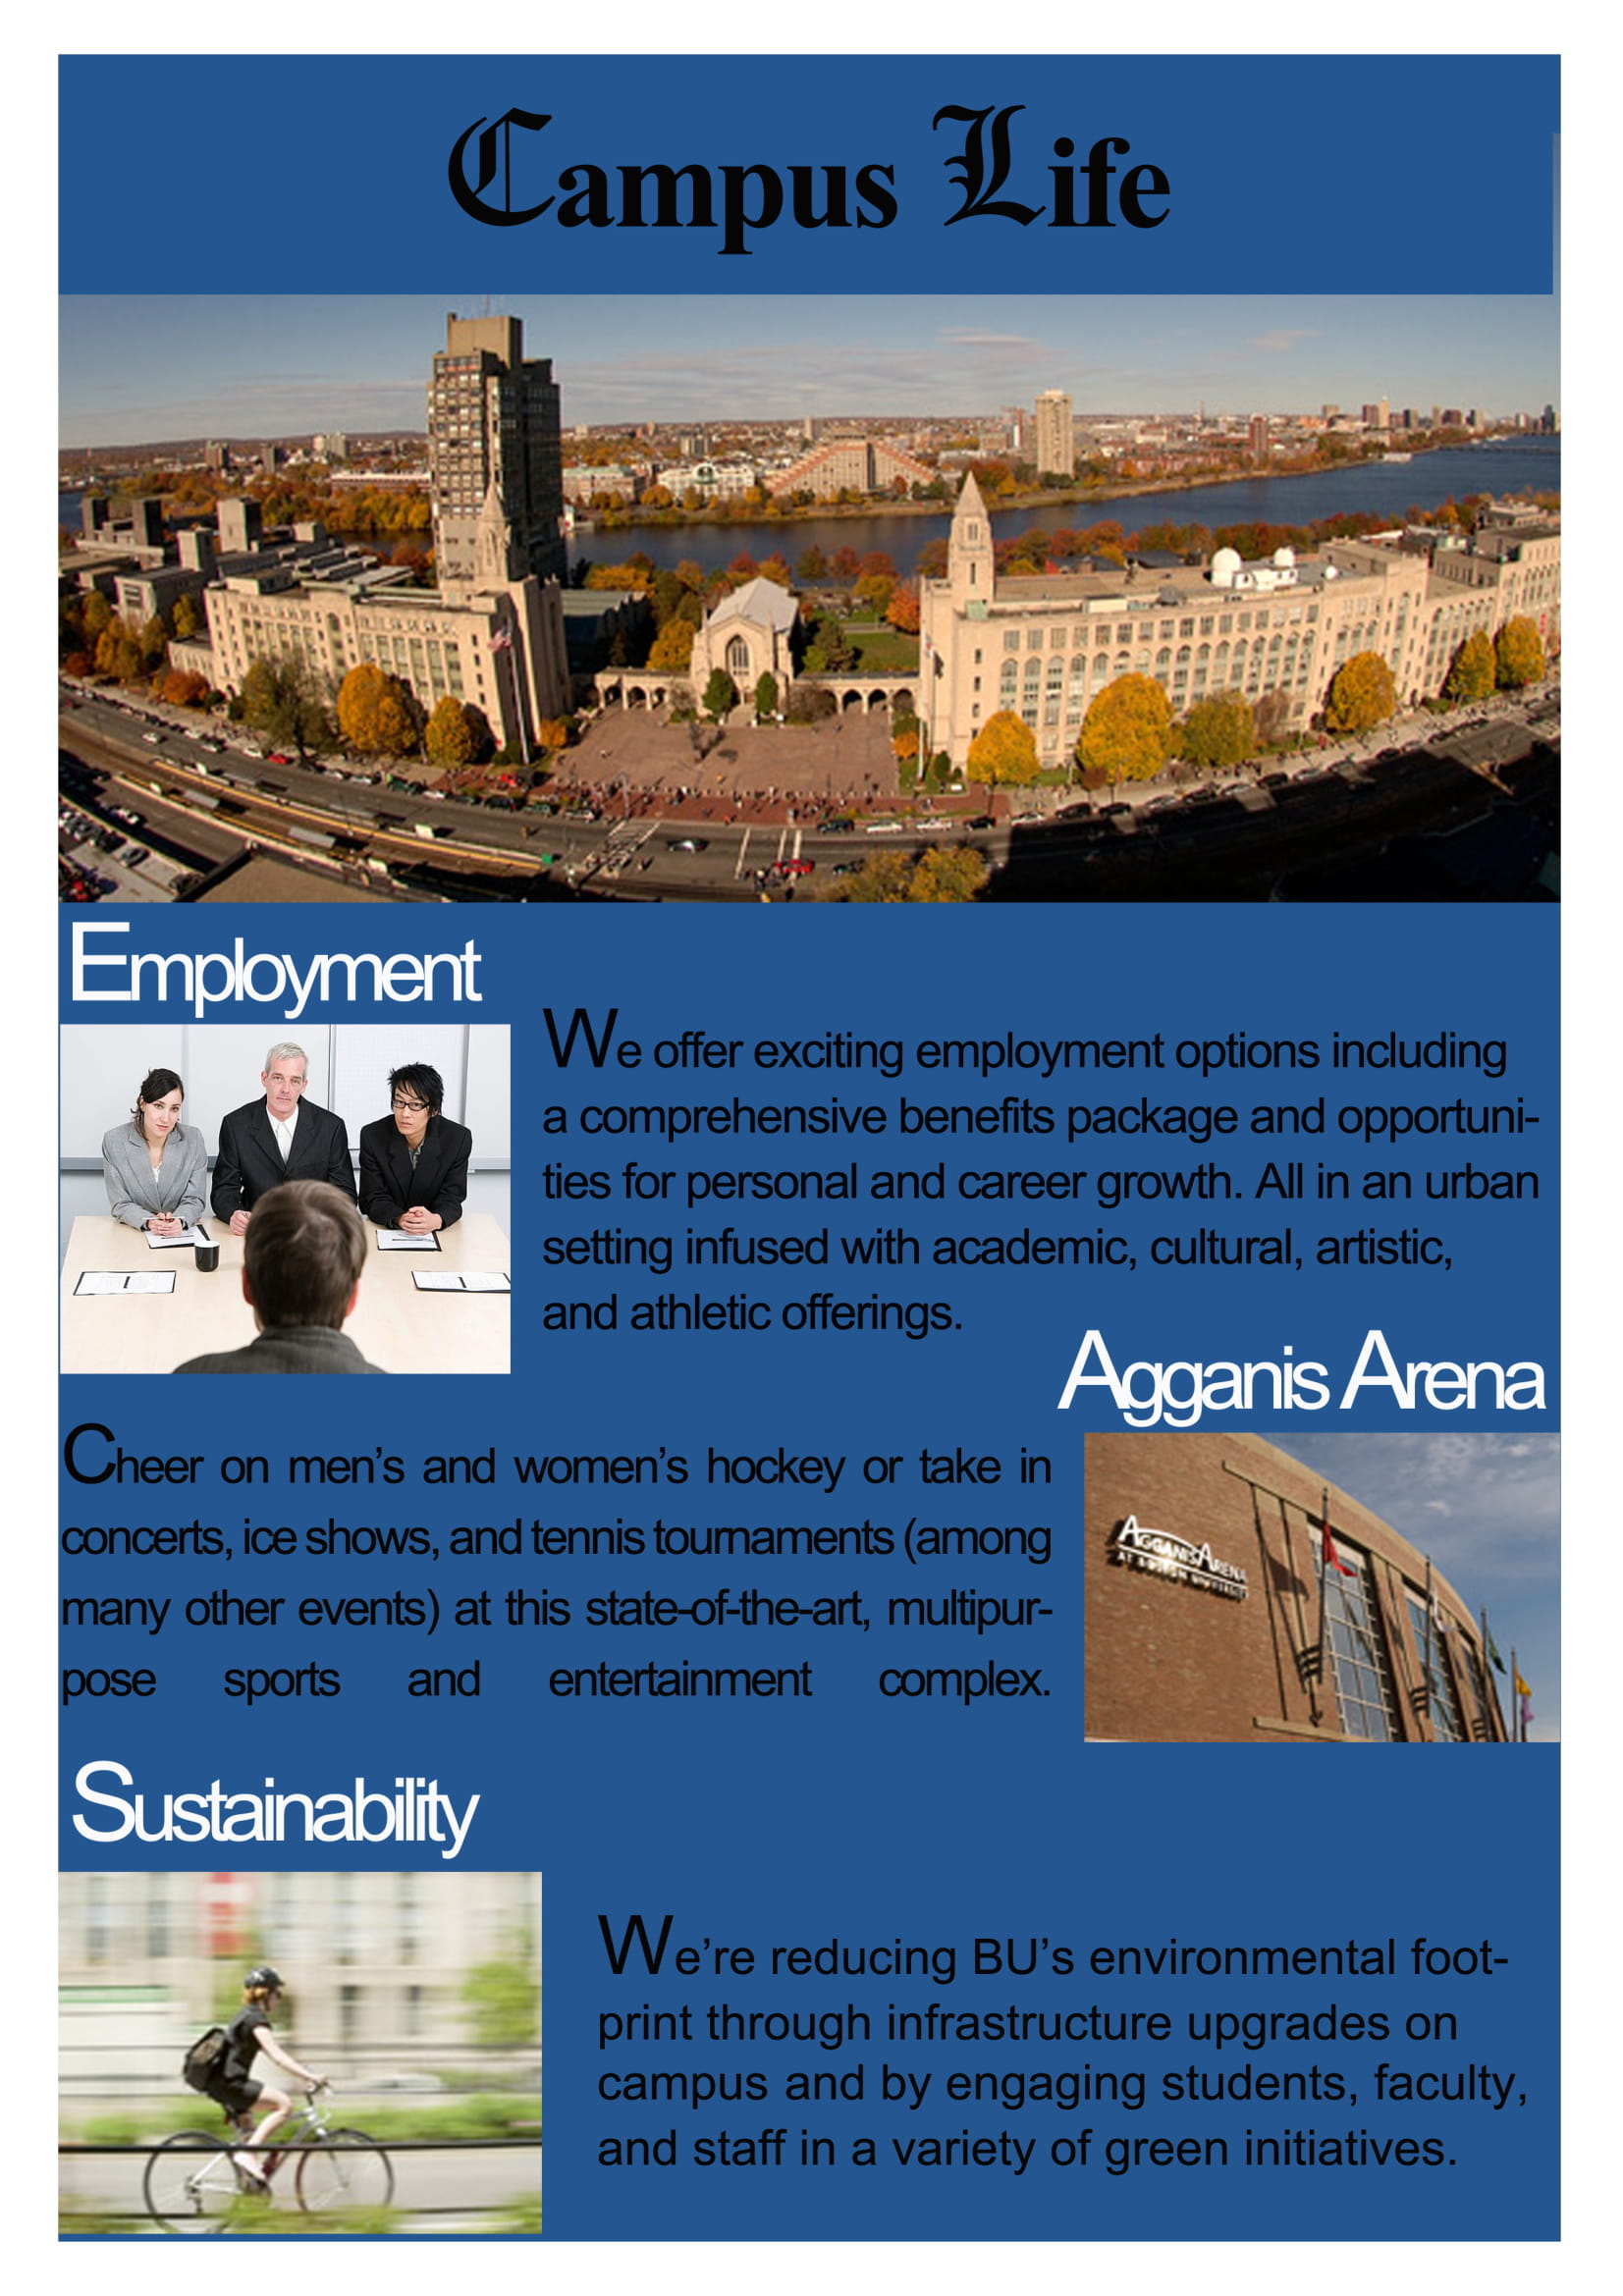 Campus Life
Employment
We offer exciting employment options including
a comprehensive benefits package and opportuni-
ties for personal and career growth. All in an urban
setting infused with academic, cultural, artistic,
and athletic offerings.
Agganis Arena
Cheer on men’s and women’s hockey or take in
concerts, ice shows, and tennis tournaments (among
many other events) at this state-of-the-art, multipur-
pose sports and entertainment complex.
AGGANIS ARENA
AT BOSTON UNIVERSITY
Sustainability
We’re reducing BU’s environmental foot-
print through infrastructure upgrades on
campus and by engaging students, faculty,
and staff in a variety of green initiatives.